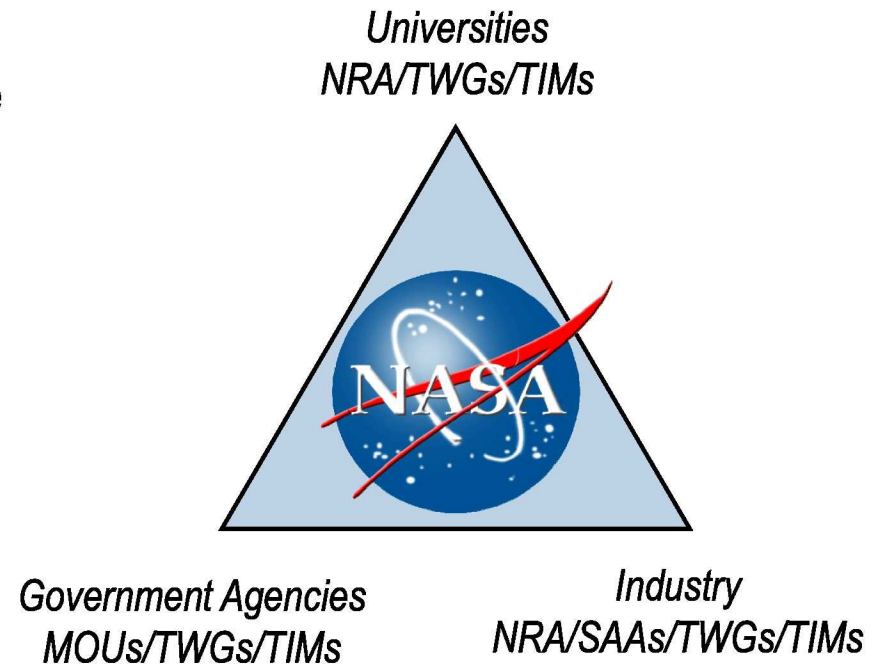 Universities
NRA/TWGs/TIMs
NASA
Government Agencies
MOUs/TWGs/TIMs
Industry
NRA/SAAs/TWGs/TIMs